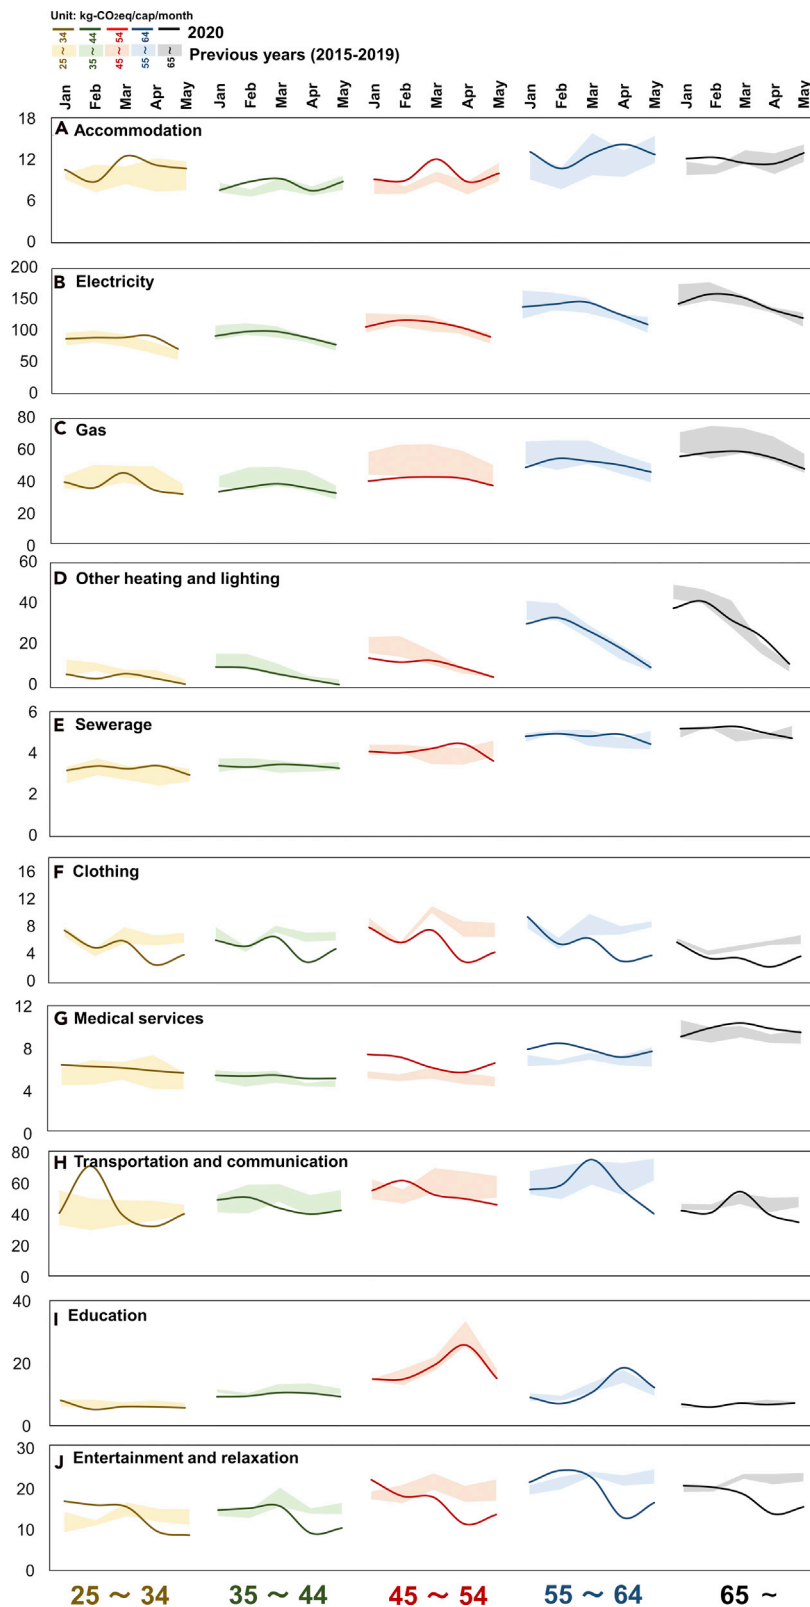 Unit: kg-CO2eq/cap/month
25 ~ 34
35 ~ 44
45 ~ 54
55 ~ 64
65 ~
2020
Previous years (2015-2019)
Jan Feb Mar Apr May Jan Feb Mar Apr May Jan Feb Mar Apr May Jan Feb Mar Apr May Jan Feb Mar Apr May
A Accommodation
18
12
6
0
B Electricity
200
150
100
50
0
C Gas
80
60
40
20
0
D Other heating and lighting
60
40
20
0
E Sewerage
6
4
2
0
F Clothing
16
12
8
4
0
G Medical services
12
8
4
0
H Transportation and communication
80
60
40
20
0
I Education
40
20
0
J Entertainment and relaxation
30
20
10
0
25 ~ 34 35 ~ 44 45 ~ 54 55 ~ 64 65 ~